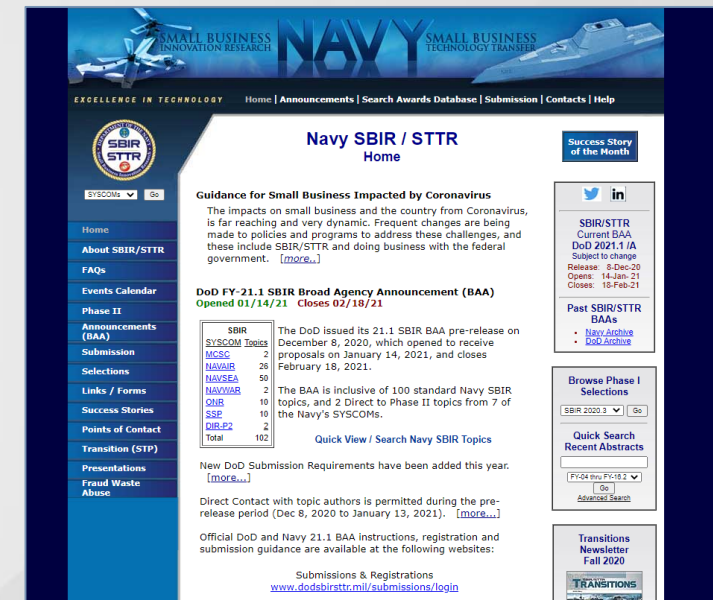 SMALL BUSINESS
INNOVATION RESEARCH
NAVY
SMALL BUSINESS
TECHNOLOGY TRANSFER
EXCELLENCE IN TECHNOLOGY
Home | Announcements | Search Awards Database | Submission | Contacts | Help
SBIR
STTR
SYSCOMs
Go
Home
About SBIR/STTR
FAQs
Events Calendar
Phase II
Announcements
(BAA)
Submission
Selections
Links / Forms
Success Stories
Points of Contact
Transition (STP)
Presentations
Fraud Waste
Abuse
Navy SBIR / STTR
Home
Guidance for Small Business Impacted by Coronavirus
The impacts on small business and the country from Coronavirus,
is far reaching and very dynamic. Frequent changes are being
made to policies and programs to address these challenges, and
these include SBIR/STTR and doing business with the federal
government. [more..]
DoD FY-21.1 SBIR Broad Agency Announcement (BAA)
Opened 01/14/21 Closes 02/18/21
SBIR
SYSCOM Topics
MCSC 2
NAVAIR 26
NAVSEA 50
NAVWAR 2
ONR 10
SSP 10
DIR-P2 2
Total 102
The DoD issued its 21.1 SBIR BAA pre-release on
December 8, 2020, which opened to receive
proposals on January 14, 2021, and closes
February 18, 2021.
The BAA is inclusive of 100 standard Navy SBIR
topics, and 2 Direct to Phase II topics from 7 of
the Navy's SYSCOMs.
Quick View / Search Navy SBIR Topics
New DoD Submission Requirements have been added this year.
[more...]
Direct Contact with topic authors is permitted during the pre-
release period (Dec 8, 2020 to January 13, 2021). [more...]
Official DoD and Navy 21.1 BAA instructions, registration and
submission guidance are available at the following websites:
Submissions & Registrations
www.dodsbirsttr.mil/submissions/login
Success Story
of the Month
in
SBIR/STTR
Current BAA
DoD 2021.1 /A
Subject to change
Release: 8-Dec-20
Opens: 14-Jan- 21
Closes: 18-Feb-21
Past SBIR/STTR
BAAs
Navy Archive
DoD Archive
Browse Phase I
Selections
SBIR 2020.3
Go
Quick Search
Recent Abstracts
FY-04 thru FY-19.2
Go
Advanced Search
Transitions
Newsletter
Fall 2020
TRANSITIONS